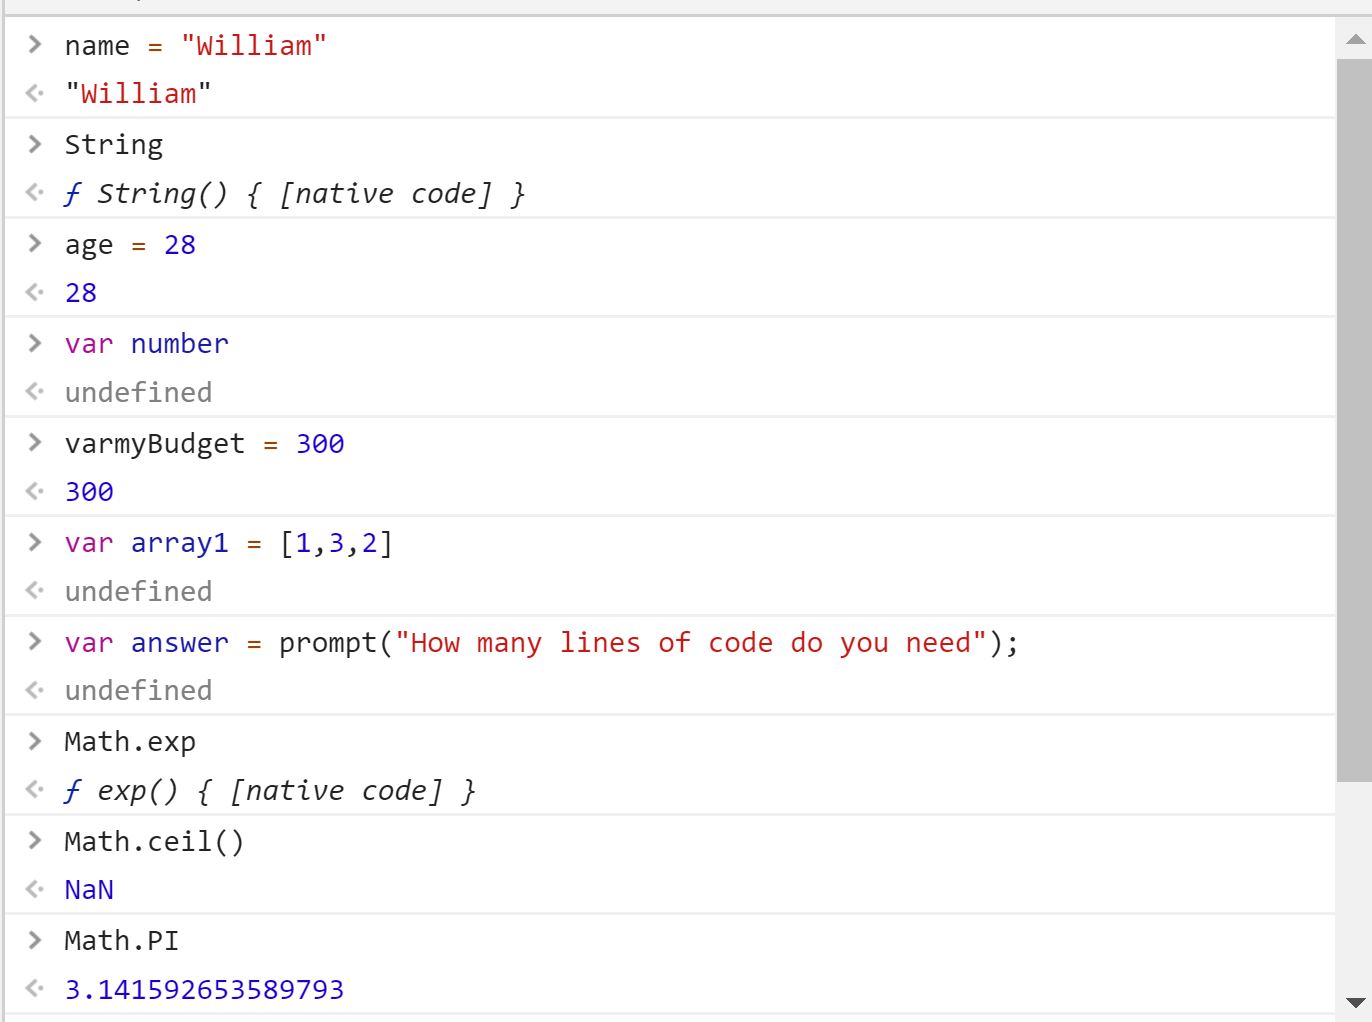 > name = "William"
<· "William"
> String
<· ƒ String() { [native code] }
> age = 28
<· 28
> var number
<· undefined
> varmyBudget = 300
<· 300
> var array1 = [1,3,2]
<· undefined
> var answer = prompt("How many lines of code do you need");
<· undefined
> Math.exp
<· ƒ exp() { [native code] }
> Math.ceil()
<· NaN
> Math.PI
<· 3.141592653589793